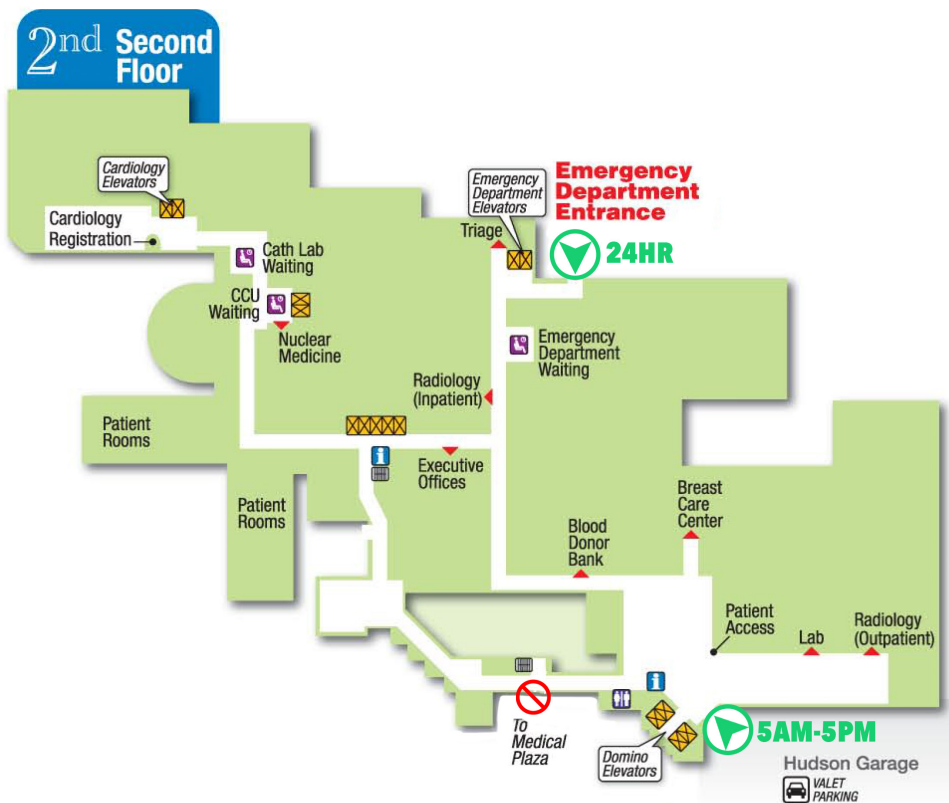 2nd Second
Floor
Cardiology
Elevators
Cardiology
Registration
Cath Lab
Waiting
CCU
Waiting
Nuclear
Medicine
Emergency
Department
Elevators
Triage
Emergency
Department
Entrance
24HR
Emergency
Department
Waiting
Radiology
(Inpatient)
Patient
Rooms
Patient
Rooms
i
Executive
Offices
Blood
Donor
Bank
Breast
Care
Center
Patient
Access
Lab
Radiology
(Outpatient)
i
To
Medical
Plaza
Domino
Elevators
5AM-5PM
Hudson Garage
VALET
PARKING